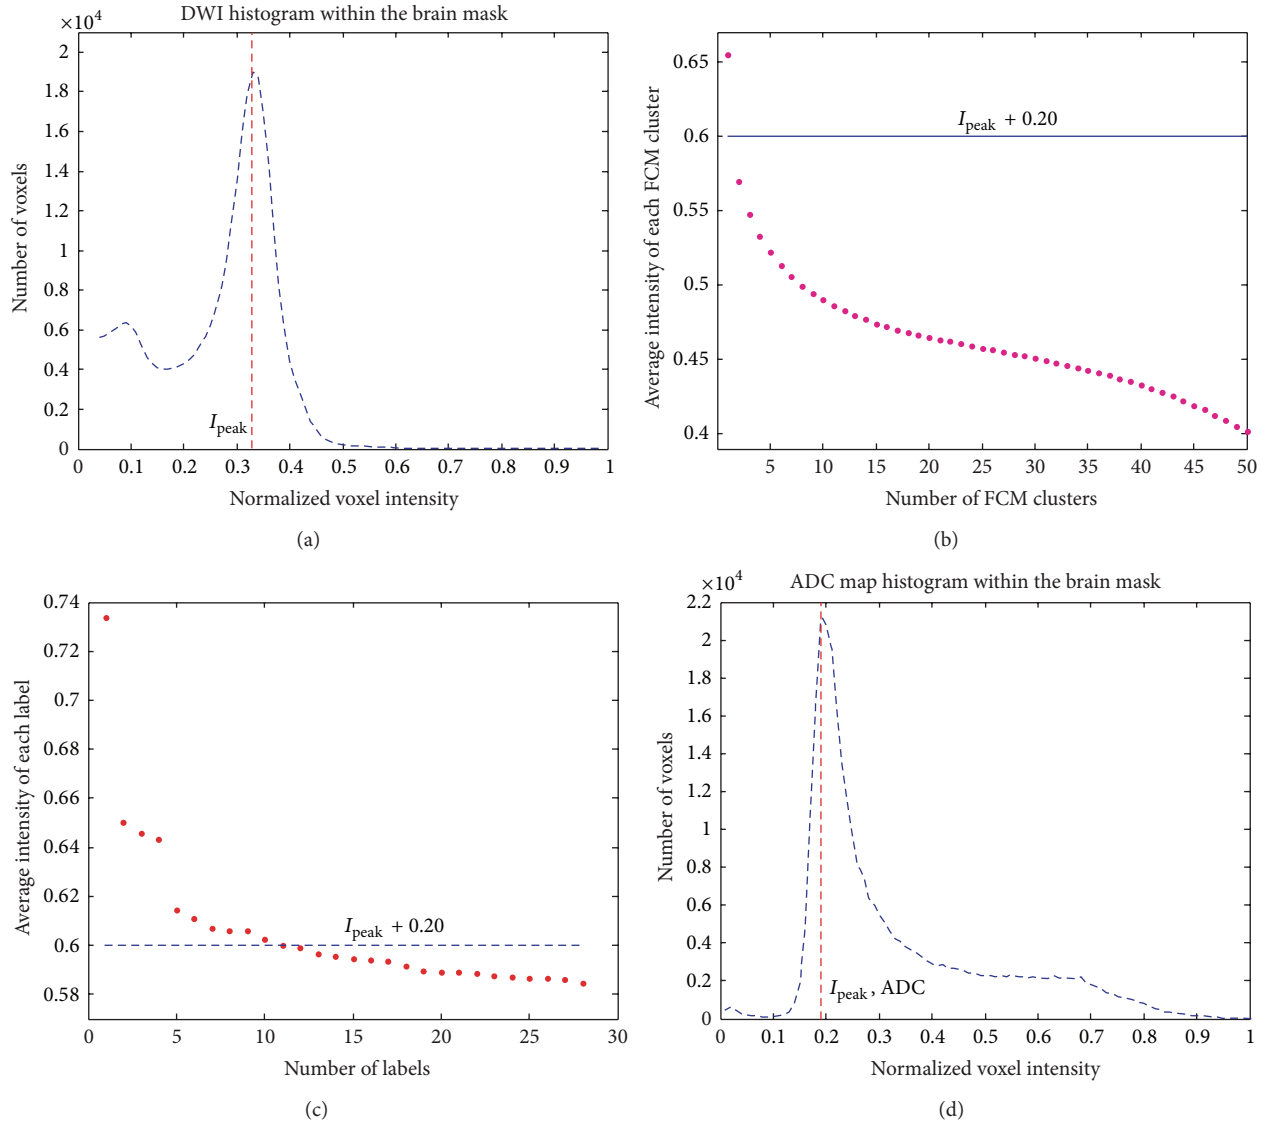 DWI histogram within the brain mask
×10⁴
2
1.8
1.6
1.4
1.2
1
0.8
0.6
0.4
0.2
0
Number of voxels
I peak
0 0.1 0.2 0.3 0.4 0.5 0.6 0.7 0.8 0.9 1
Normalized voxel intensity
(a)
0.65
0.6
0.55
0.5
0.45
0.4
Average intensity of each FCM cluster
I peak + 0.20
5 10 15 20 25 30 35 40 45 50
Number of FCM clusters
(b)
0.74
0.72
0.7
0.68
0.66
0.64
0.62
0.6
0.58
Average intensity of each label
I peak + 0.20
0 5 10 15 20 25 30
Number of labels
(c)
ADC map histogram within the brain mask
×10⁴
2.2
2
1.8
1.6
1.4
1.2
1
0.8
0.6
0.4
0.2
0
Number of voxels
I peak, ADC
0 0.1 0.2 0.3 0.4 0.5 0.6 0.7 0.8 0.9 1
Normalized voxel intensity
(d)